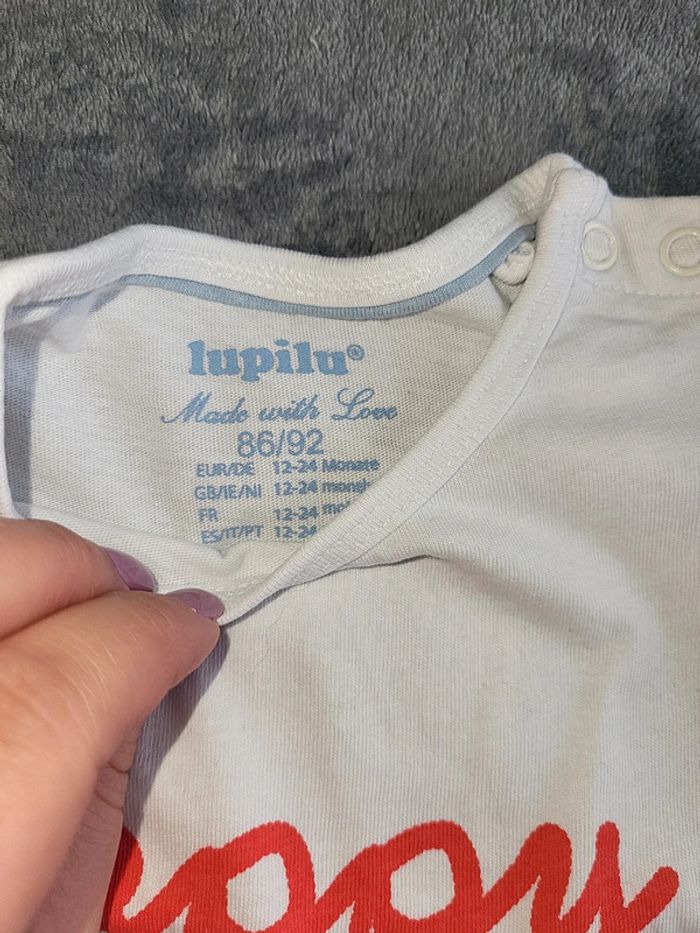 lupilu®
Made with Love
86/92
EUR/DE 12-24 Monate
GB/IE/NI 12-24
FR 12-24
ES/IT/PT 12-24